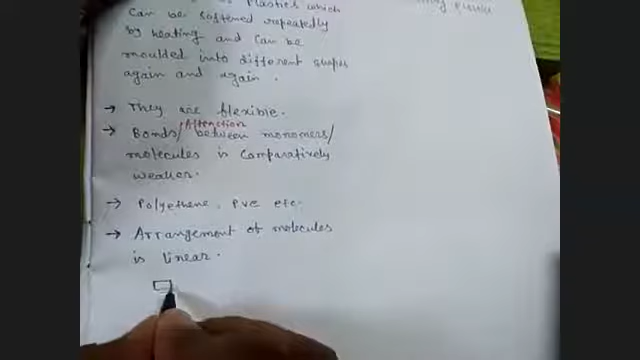 Plastics which
can be softened repeatedly
by heating and can be
moulded into different shapes
again and again.
→ They are flexible.
→ Bonds/Attraction between monomers/
molecules is comparatively
weaker.
→ Polyethene, PVC etc.
→ Arrangement of molecules
is linear.